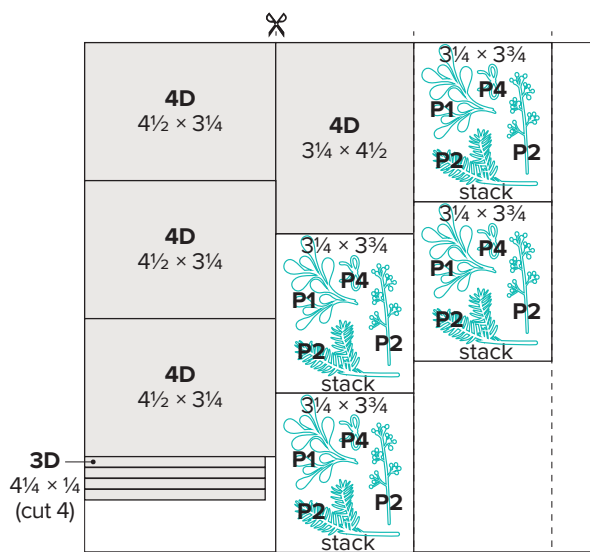 4D
4½ × 3¼
4D
4½ × 3¼
4D
4½ × 3¼
3D
4¼ × ¼
(cut 4)
4D
3¼ × 4½
3¼ × 3¾
P4
P1
P2
P2
stack
3¼ × 3¾
P4
P1
P2
P2
stack
3¼ × 3¾
P4
P1
P2
P2
stack
3¼ × 3¾
P4
P1
P2
P2
stack